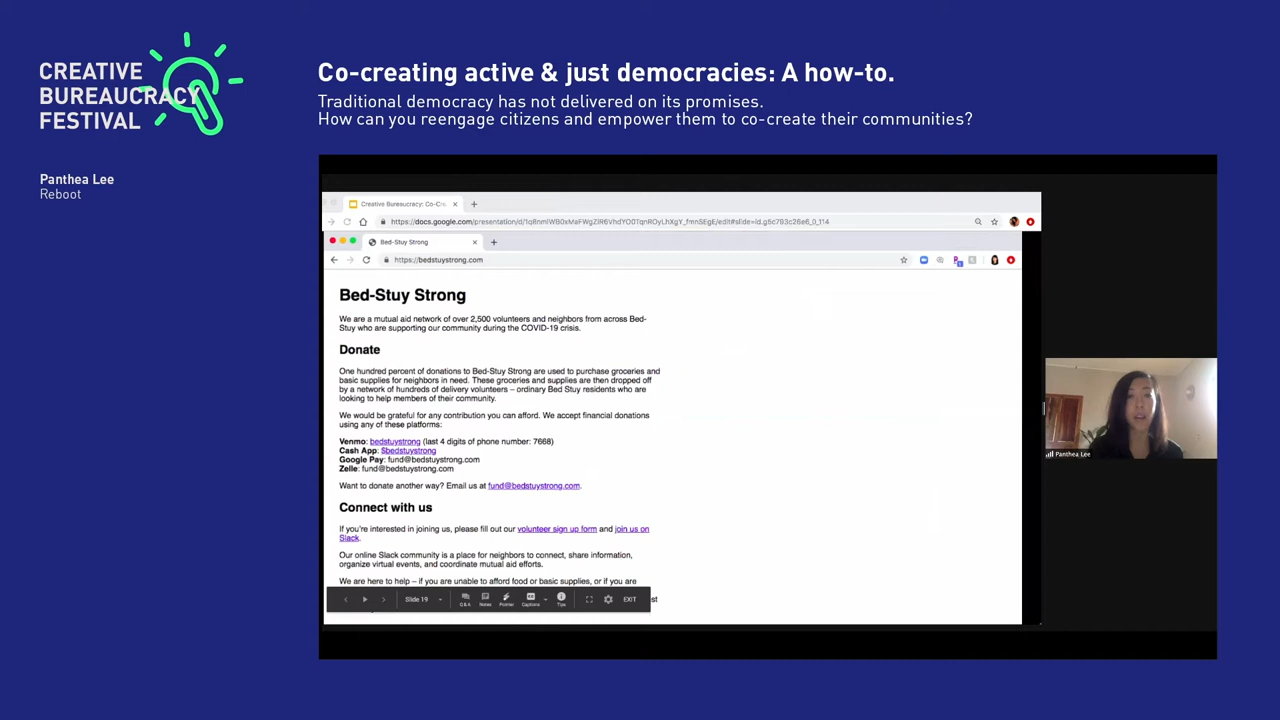 CREATIVE
BUREAUCRACY
FESTIVAL
Co-creating active & just democracies: A how-to.
Traditional democracy has not delivered on its promises.
How can you reengage citizens and empower them to co-create their communities?
Panthea Lee
Reboot
Creative Bureaucracy: Co-Cre
Bed-Stuy Strong
https://bedstuystrong.com
Bed-Stuy Strong
We are a mutual aid network of over 2,500 volunteers and neighbors from across Bed-
Stuy who are supporting our community during the COVID-19 crisis.
Donate
One hundred percent of donations to Bed-Stuy Strong are used to purchase groceries and
basic supplies for neighbors in need. These groceries and supplies are then dropped off
by a network of hundreds of delivery volunteers – ordinary Bed Stuy residents who are
looking to help members of their community.
We would be grateful for any contribution you can afford. We accept financial donations
using any of these platforms:
Venmo: bedstuystrong (last 4 digits of phone number: 7668)
Cash App: $bedstuystrong
Google Pay: fund@bedstuystrong.com
Zelle: fund@bedstuystrong.com
Want to donate another way? Email us at fund@bedstuystrong.com.
Connect with us
If you're interested in joining us, please fill out our volunteer sign up form and join us on
Slack.
Our online Slack community is a place for neighbors to connect, share information,
organize virtual events, and coordinate mutual aid efforts.
We are here to help – if you are unable to afford food or basic supplies, or if you are
st
Slide 19
Q&A Notes Pointer Captions Tips EXIT
Panthea Lee